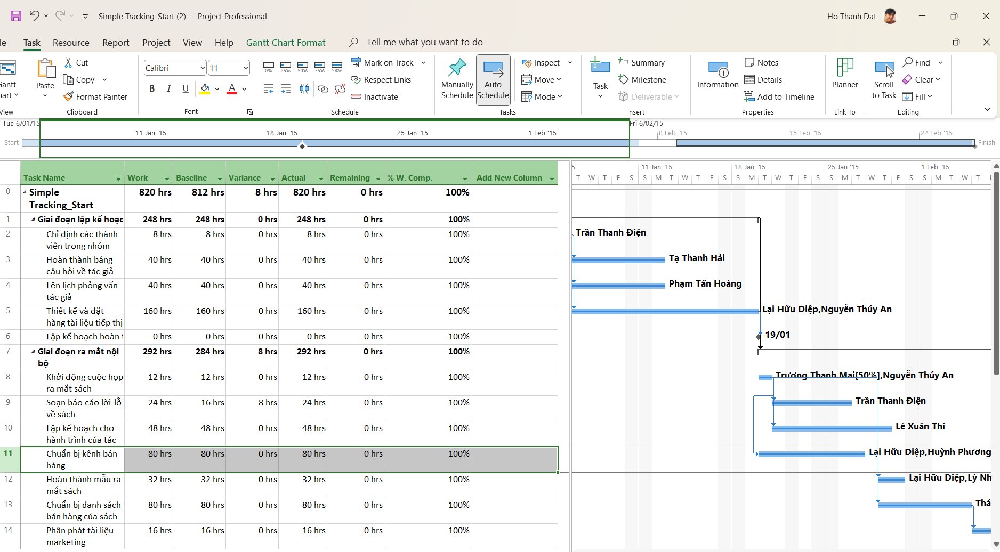 Simple Tracking_Start (2) - Project Professional
Ho Thanh Dat
Task Resource Report Project View Help Gantt Chart Format Tell me what you want to do
Paste
Cut
Copy
Format Painter
Clipboard
Calibri 11
B I U A
Font
0% 25% 50% 75% 100%
Mark on Track
Respect Links
Inactivate
Schedule
Manually Schedule
Auto Schedule
Inspect
Move
Mode
Tasks
Task
Summary
Milestone
Deliverable
Insert
Information
Notes
Details
Add to Timeline
Properties
Planner
Link To
Scroll to Task
Find
Clear
Fill
Editing
Tue 6/01/15
Fri 6/02/15
11 Jan '15 18 Jan '15 25 Jan '15 1 Feb '15 8 Feb '15 15 Feb '15 22 Feb '15
Start
Finish
Task Name Work Baseline Variance Actual Remaining % W. Comp. Add New Column
0 Simple Tracking_Start 820 hrs 812 hrs 8 hrs 820 hrs 0 hrs 100%
1 Giai đoạn lập kế hoạc 248 hrs 248 hrs 0 hrs 248 hrs 0 hrs 100%
2 Chỉ định các thành viên trong nhóm 8 hrs 8 hrs 0 hrs 8 hrs 0 hrs 100%
3 Hoàn thành bảng câu hỏi về tác giả 40 hrs 40 hrs 0 hrs 40 hrs 0 hrs 100%
4 Lên lịch phỏng vấn tác giả 40 hrs 40 hrs 0 hrs 40 hrs 0 hrs 100%
5 Thiết kế và đặt hàng tài liệu tiếp thị 160 hrs 160 hrs 0 hrs 160 hrs 0 hrs 100%
6 Lập kế hoạch hoàn 0 hrs 0 hrs 0 hrs 0 hrs 0 hrs 100%
7 Giai đoạn ra mắt nội bộ 292 hrs 284 hrs 8 hrs 292 hrs 0 hrs 100%
8 Khởi động cuộc họp ra mắt sách 12 hrs 12 hrs 0 hrs 12 hrs 0 hrs 100%
9 Soạn báo cáo lời-lỗ về sách 24 hrs 16 hrs 8 hrs 24 hrs 0 hrs 100%
10 Lập kế hoạch cho hành trình của tác 48 hrs 48 hrs 0 hrs 48 hrs 0 hrs 100%
11 Chuẩn bị kênh bán hàng 80 hrs 80 hrs 0 hrs 80 hrs 0 hrs 100%
12 Hoàn thành mẫu ra mắt sách 32 hrs 32 hrs 0 hrs 32 hrs 0 hrs 100%
13 Chuẩn bị danh sách bán hàng của sách 80 hrs 80 hrs 0 hrs 80 hrs 0 hrs 100%
14 Phân phát tài liệu marketing 16 hrs 16 hrs 0 hrs 16 hrs 0 hrs 100%
5 11 Jan '15 18 Jan '15 25 Jan '15 1 Feb '15
T W T F S S M T W T F S S M T W T F S S M T W T F S S M T W T
Trần Thanh Điện
Tạ Thanh Hải
Phạm Tấn Hoàng
Lại Hữu Diệp,Nguyễn Thúy An
19/01
Trương Thanh Mai[50%],Nguyễn Thúy An
Trần Thanh Điện
Lê Xuân Thi
Lại Hữu Diệp,Huỳnh Phương
Lại Hữu Diệp,Lý Nh
Thá